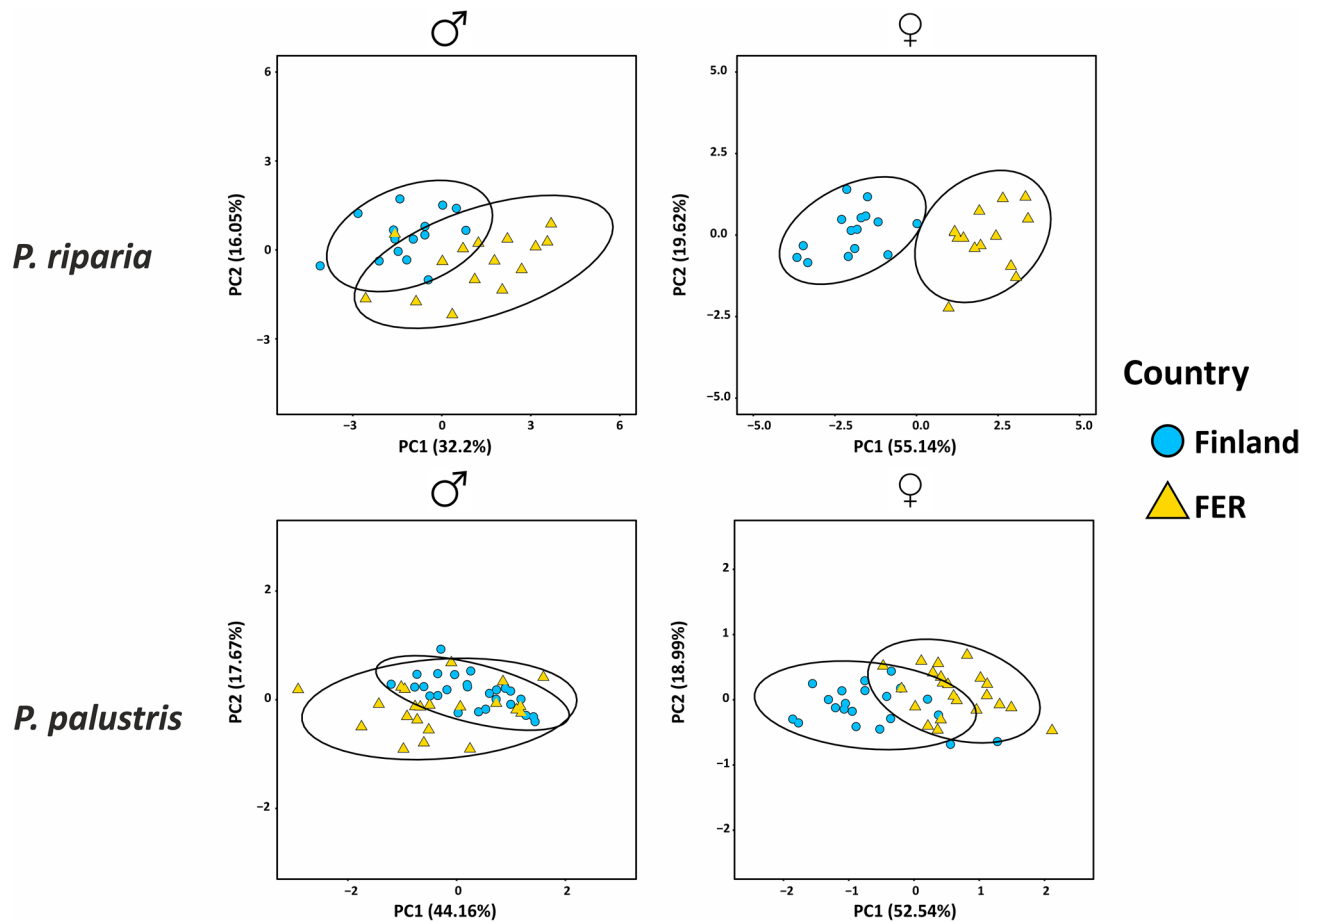 ♂
♀
6
3
0
−3
PC2 (16.05%)
−3 0 3 6
PC1 (32.2%)
5.0
2.5
0.0
−2.5
−5.0
PC2 (19.62%)
−5.0 −2.5 0.0 2.5 5.0
PC1 (55.14%)
P. riparia
Country
Finland
FER
♂
♀
2
0
−2
PC2 (17.67%)
−2 0 2
PC1 (44.16%)
2
1
0
−1
−2
PC2 (18.99%)
−2 −1 0 1 2
PC1 (52.54%)
P. palustris